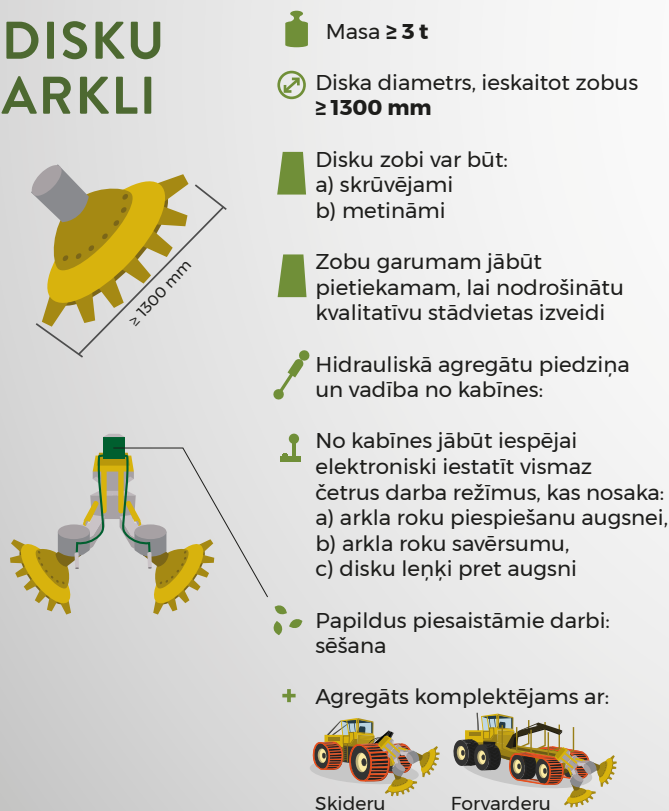 DISKU
ARKLI
Masa ≥ 3 t
Diska diametrs, ieskaitot zobus
≥ 1300 mm
Disku zobi var būt:
a) skrūvējami
b) metināmi
≥ 1300 mm
Zobu garumam jābūt
pietiekamam, lai nodrošinātu
kvalitatīvu stādvietas izveidi
Hidrauliskā agregātu piedziņa
un vadība no kabīnes:
No kabīnes jābūt iespējai
elektroniski iestatīt vismaz
četrus darba režīmus, kas nosaka:
a) arkla roku piespiešanu augsnei,
b) arkla roku savērsumu,
c) disku leņķi pret augsni
Papildus piesaistāmie darbi:
sēšana
+ Agregāts komplektējams ar:
Skideru
Forvarderu